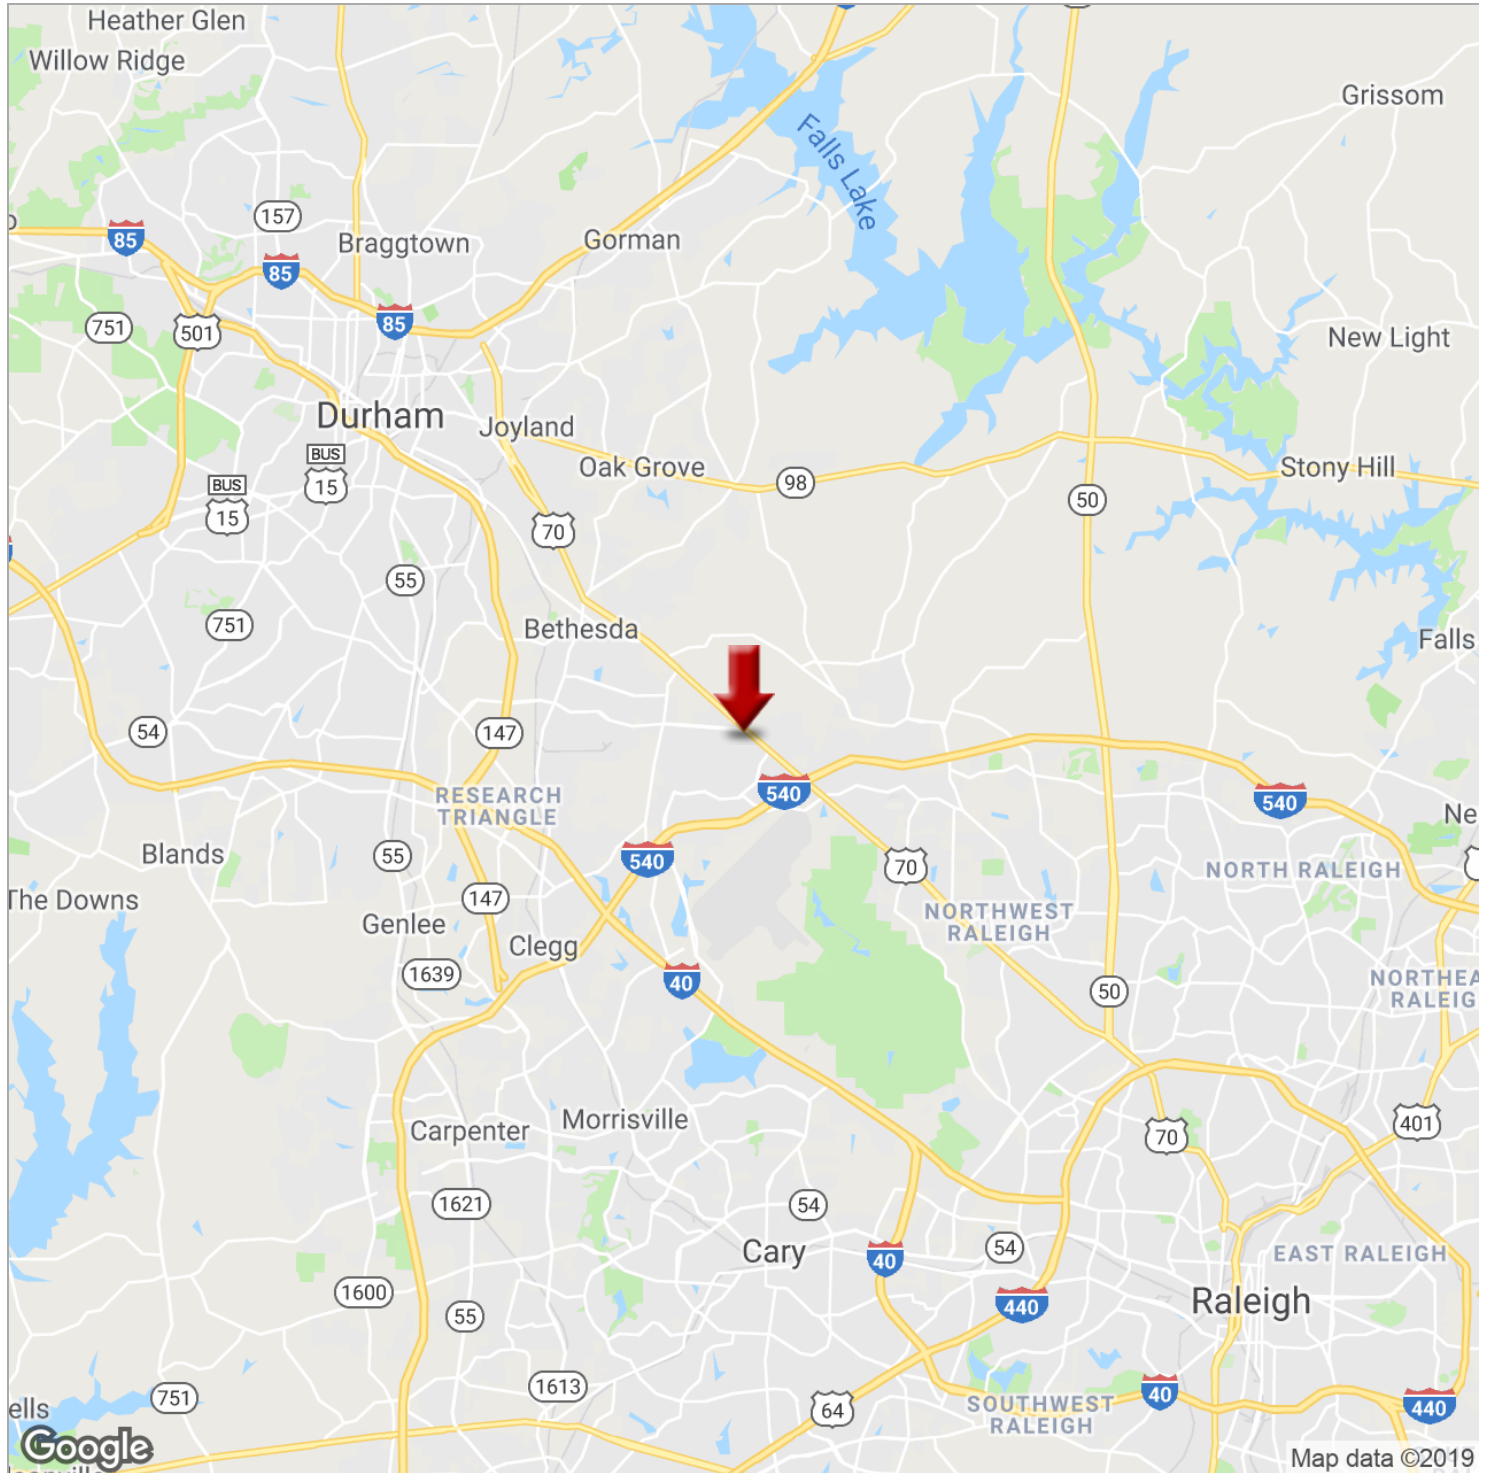 Heather Glen
Willow Ridge
Grissom
Falls Lake
157
85
Braggtown
Gorman
85
85
751
501
New Light
Durham
Joyland
BUS
15
Oak Grove
98
Stony Hill
BUS
15
50
70
55
751
Bethesda
Falls
54
147
540
540
RESEARCH
TRIANGLE
Ne
Blands
55
540
70
NORTH RALEIGH
The Downs
147
NORTHWEST
RALEIGH
Genlee
Clegg
1639
40
50
NORTHEA
RALEIG
Carpenter
Morrisville
70
401
1621
54
Cary
40
54
EAST RALEIGH
1600
55
440
Raleigh
1613
751
64
40
SOUTHWEST
RALEIGH
440
ells
Google
Map data ©2019